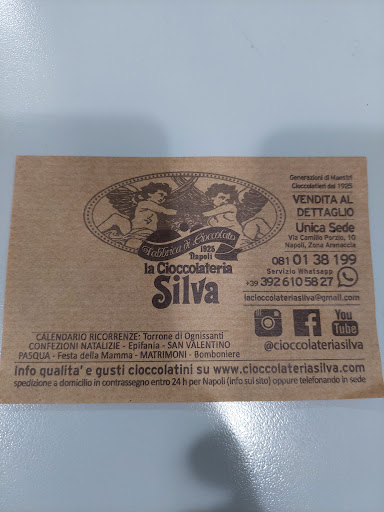 Generazioni di Maestri
Cioccolatieri dal 1925
VENDITA AL
DETTAGLIO
Unica Sede
Via Camillo Porzio, 10
Napoli, Zona Arenaccia
081 01 38 199
Servizio Whatsapp
+39 392 610 58 27
lacioccolateriasilva@gmail.com
You
Tube
@cioccolateriasilva
Fabbrica di Cioccolato
1925
Napoli
la Cioccolateria
Silva
CALENDARIO RICORRENZE: Torrone di Ognissanti
CONFEZIONI NATALIZIE - Epifania - SAN VALENTINO
PASQUA - Festa della Mamma - MATRIMONI - Bomboniere
Info qualita' e gusti cioccolatini su www.cioccolateriasilva.com
spedizione a domicilio in contrassegno entro 24 h per Napoli (info sul sito) oppure telefonando in sede